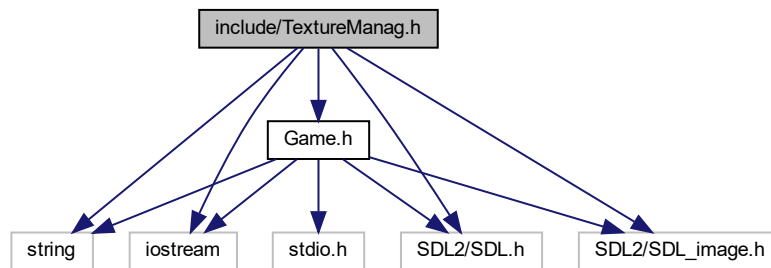 include/TextureManag.h
Game.h
string
iostream
stdio.h
SDL2/SDL.h
SDL2/SDL_image.h